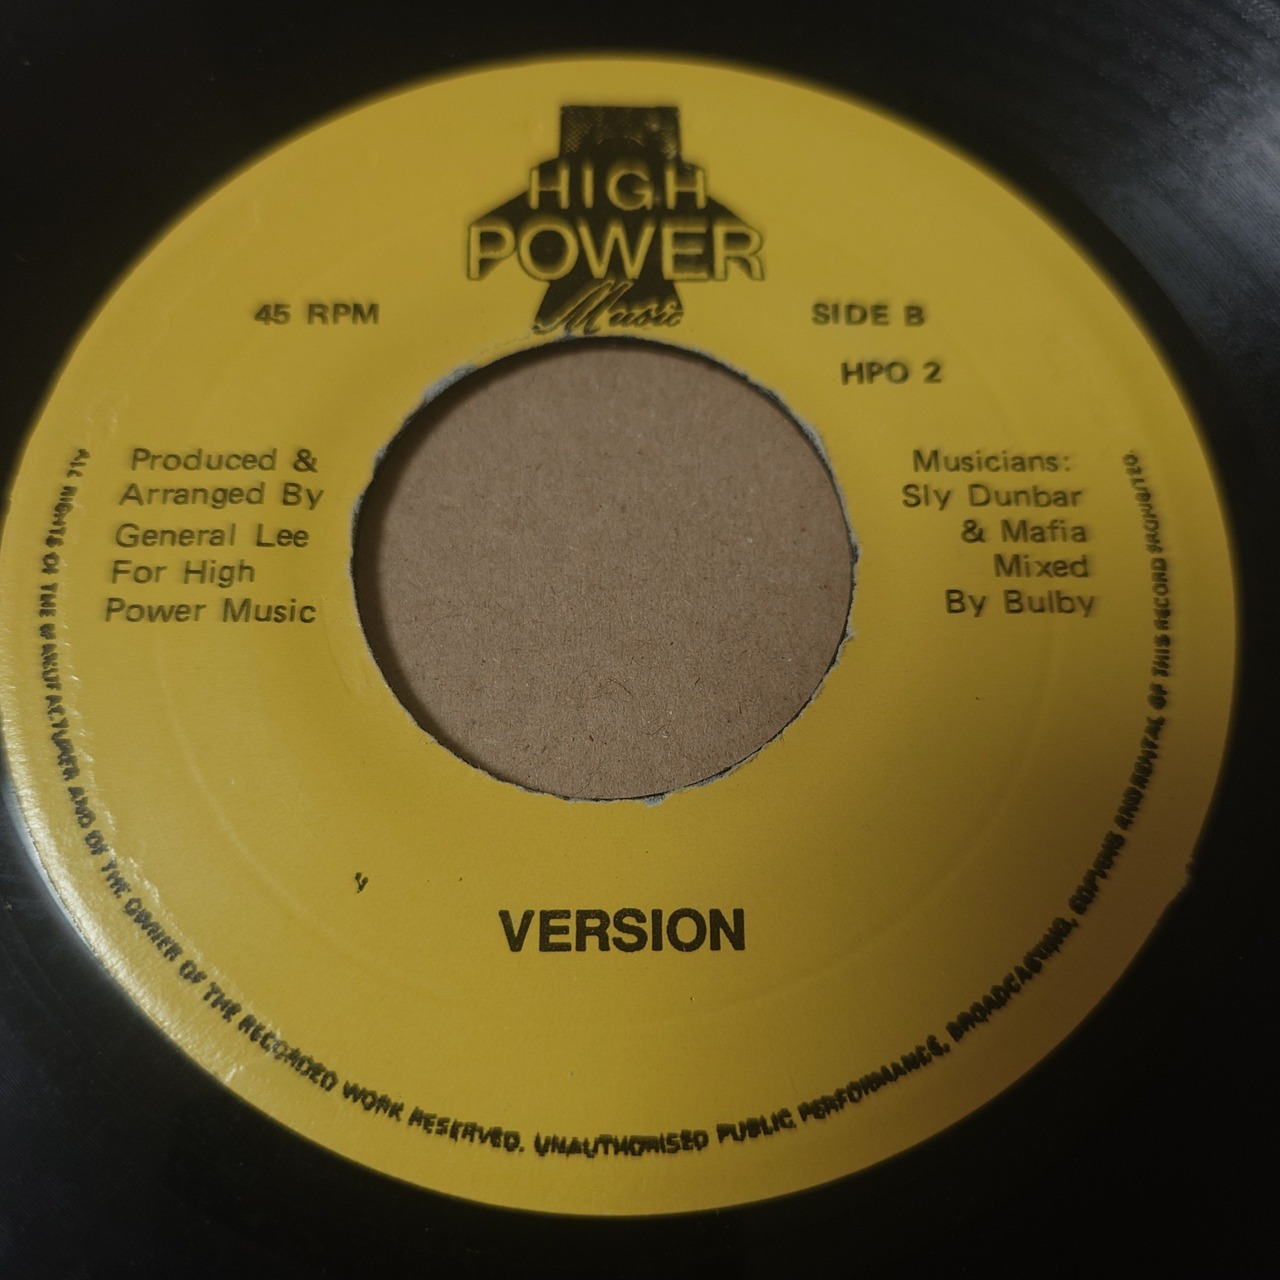 HIGH
POWER
Music
45 RPM
SIDE B
HPO 2
Produced &
Arranged By
General Lee
For High
Power Music
Musicians:
Sly Dunbar
& Mafia
Mixed
By Bulby
VERSION
ALL RIGHTS OF THE MANUFACTURER AND OF THE OWNER OF THE RECORDED WORK RESERVED. UNAUTHORISED PUBLIC PERFORMANCE, BROADCASTING, COPYING AND RENTAL OF THIS RECORD PROHIBITED.